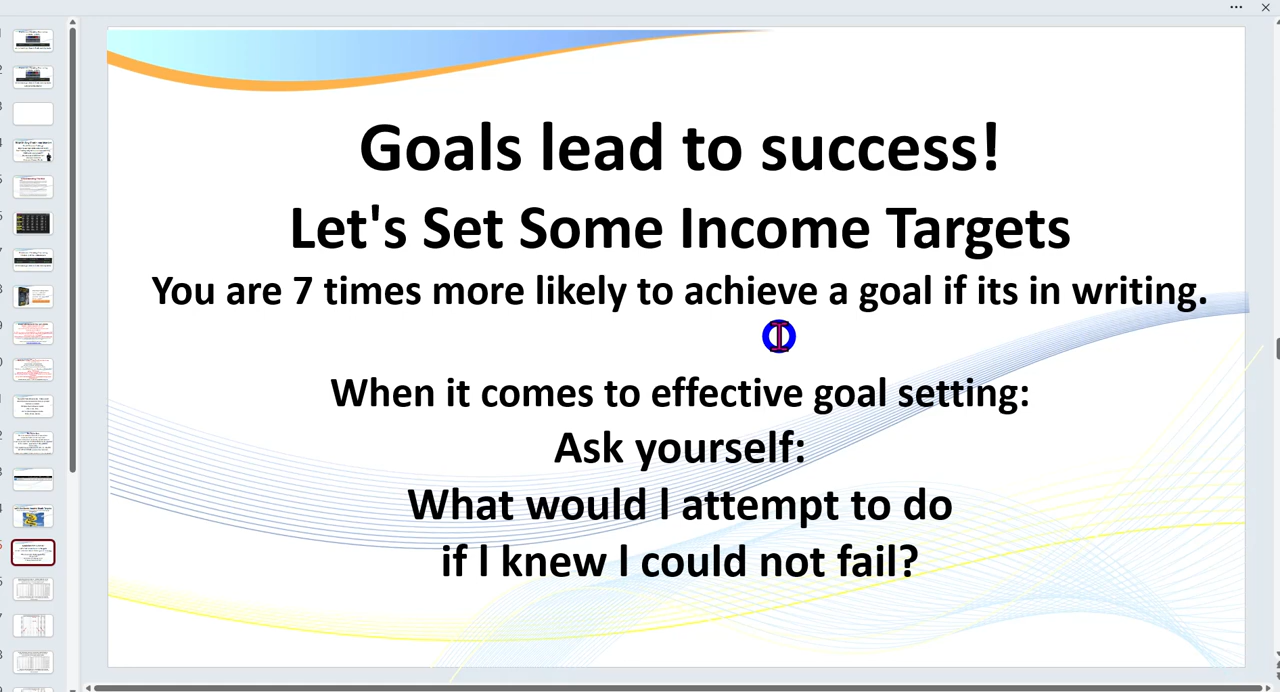 Goals lead to success!
Let's Set Some Income Targets
You are 7 times more likely to achieve a goal if its in writing.
When it comes to effective goal setting:
Ask yourself:
What would l attempt to do
if l knew l could not fail?